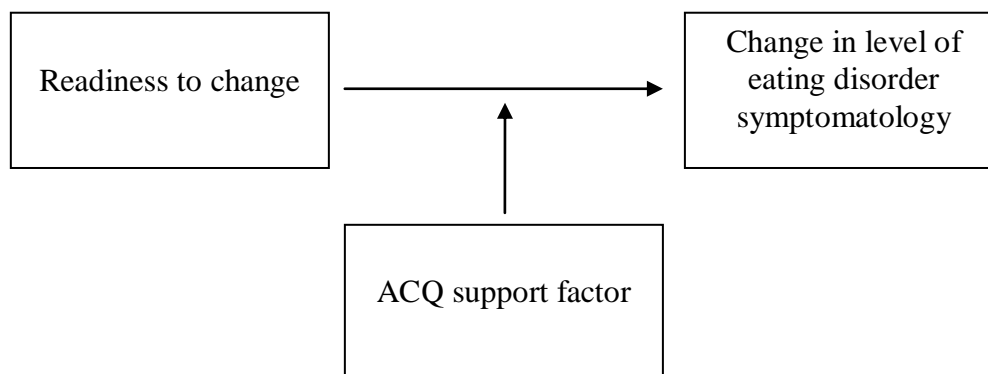 Readiness to change
Change in level of
eating disorder
symptomatology
ACQ support factor